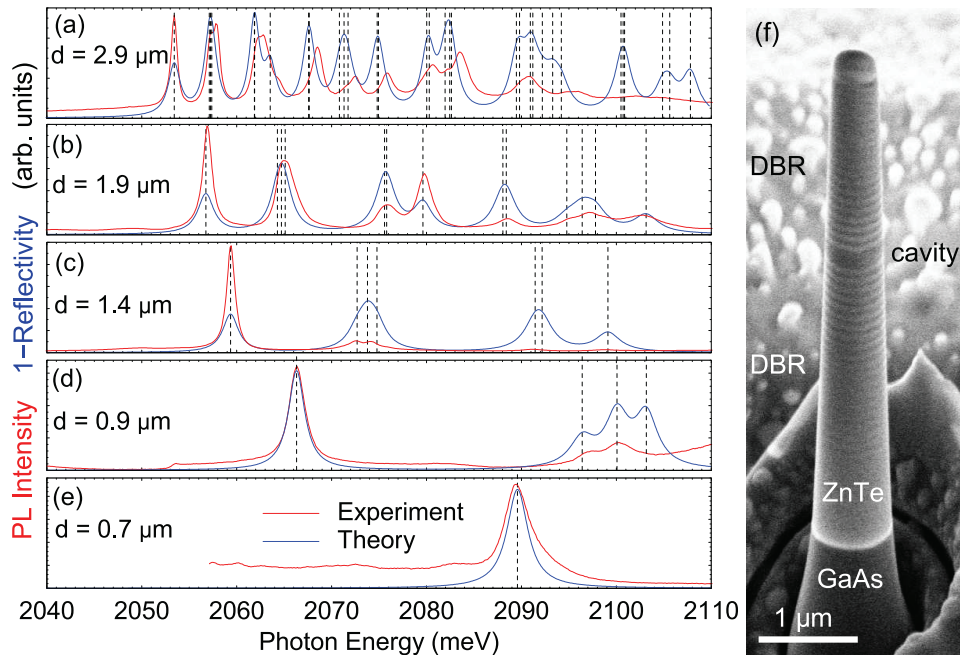 (a)
d = 2.9 µm
(b)
d = 1.9 µm
(c)
d = 1.4 µm
(d)
d = 0.9 µm
(e)
d = 0.7 µm
Experiment
Theory
PL Intensity 1−Reflectivity (arb. units)
2040 2050 2060 2070 2080 2090 2100 2110
Photon Energy (meV)
(f)
DBR
cavity
DBR
ZnTe
GaAs
1 µm